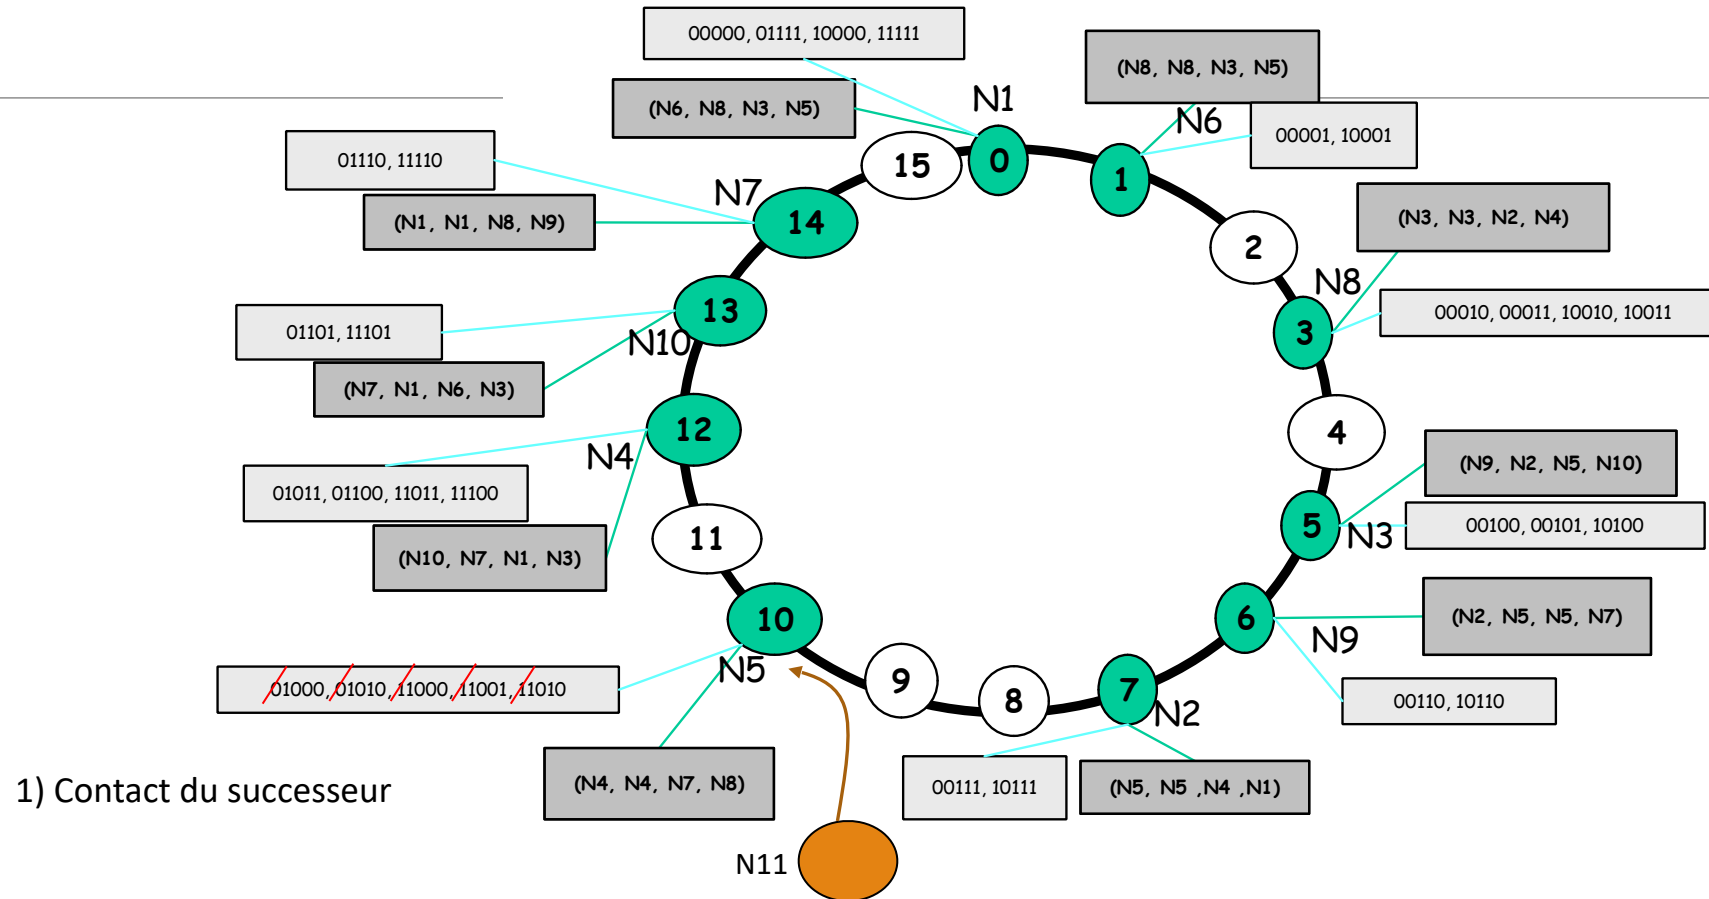 00000, 01111, 10000, 11111
(N6, N8, N3, N5)
N1
(N8, N8, N3, N5)
N6
00001, 10001
01110, 11110
(N1, N1, N8, N9)
N7
15
0
1
14
2
(N3, N3, N2, N4)
N8
00010, 00011, 10010, 10011
3
01101, 11101
13
N10
(N7, N1, N6, N3)
12
4
N4
01011, 01100, 11011, 11100
(N9, N2, N5, N10)
5
N3
00100, 00101, 10100
11
(N10, N7, N1, N3)
10
6
(N2, N5, N5, N7)
N9
N5
01000, 01010, 11000, 11001, 11010
9
8
7
N2
00110, 10110
(N4, N4, N7, N8)
00111, 10111
(N5, N5 ,N4 ,N1)
1) Contact du successeur
N11